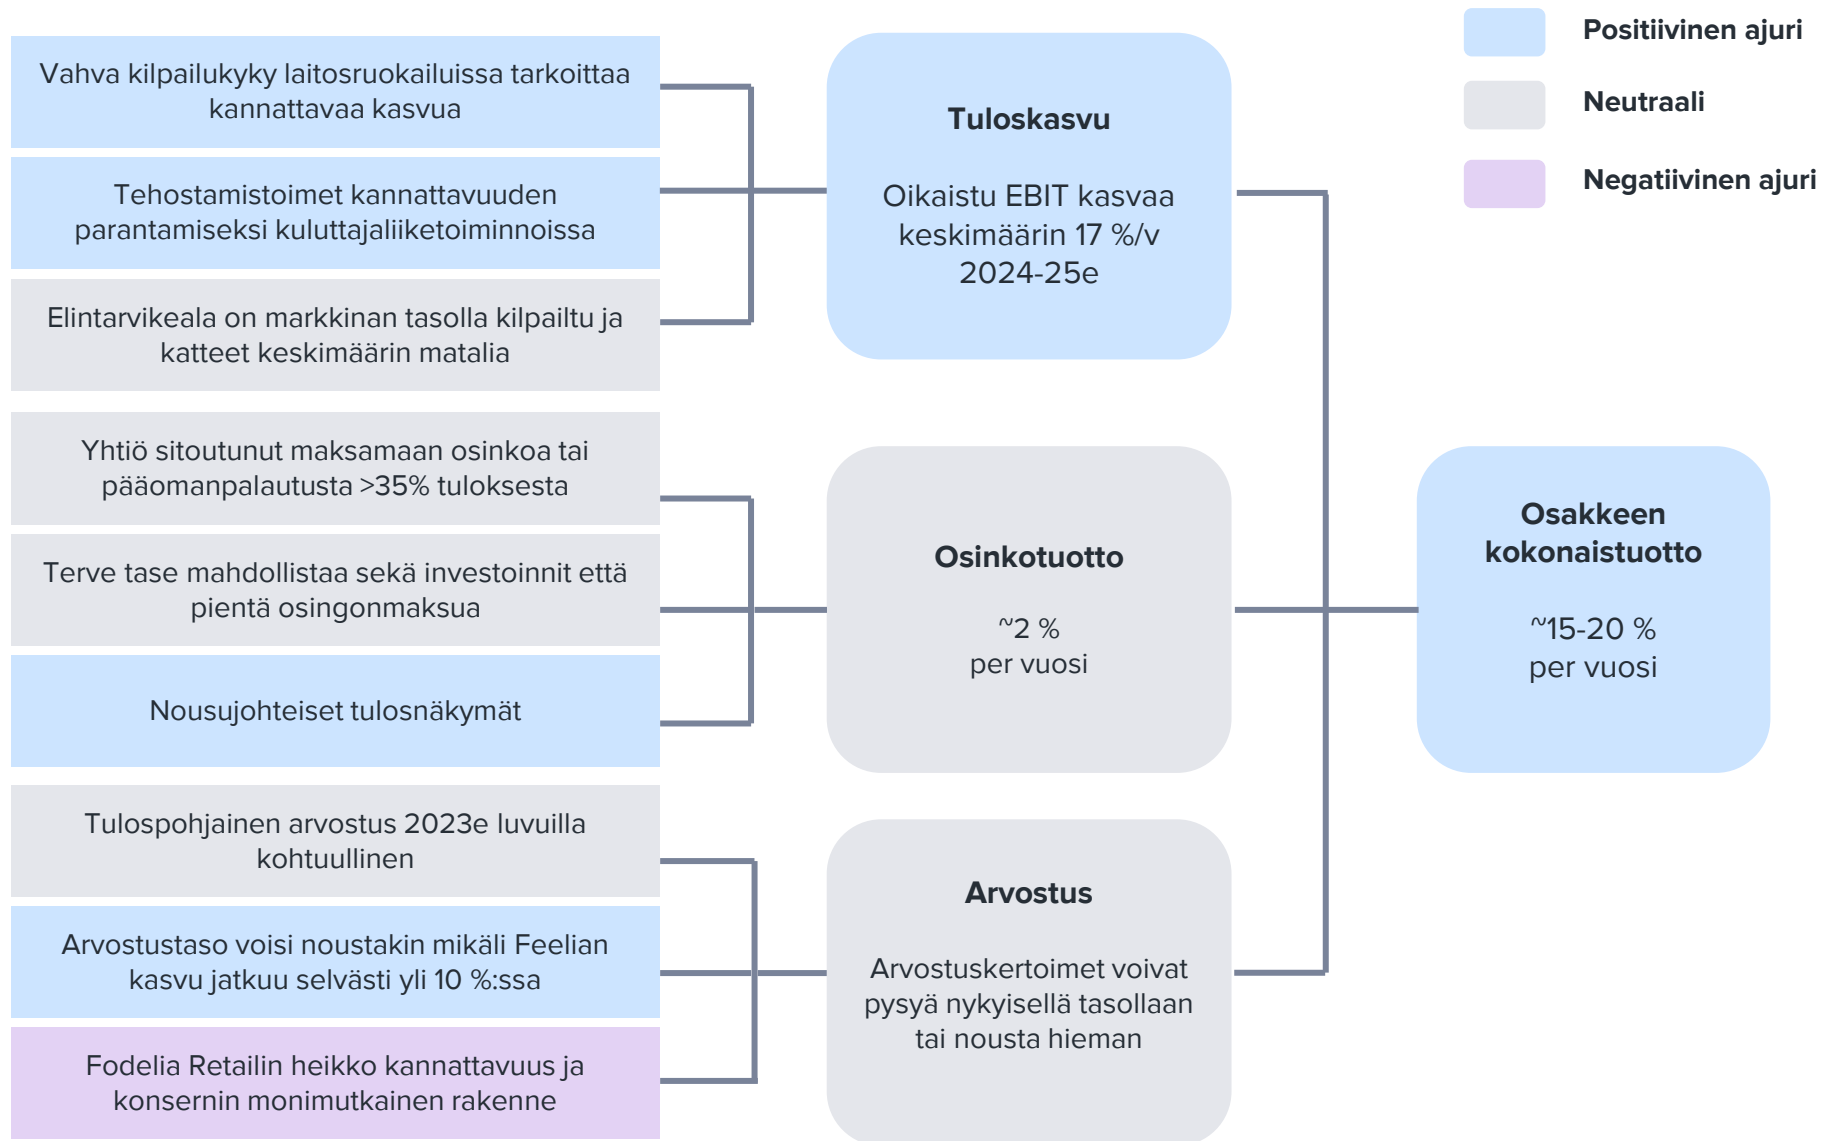 Positiivinen ajuri
Neutraali
Negatiivinen ajuri
Vahva kilpailukyky laitosruokailuissa tarkoittaa
kannattavaa kasvua
Tehostamistoimet kannattavuuden
parantamiseksi kuluttajaliiketoiminnoissa
Elintarvikeala on markkinan tasolla kilpailtu ja
katteet keskimäärin matalia
Tuloskasvu
Oikaistu EBIT kasvaa
keskimäärin 17 %/v
2024-25e
Yhtiö sitoutunut maksamaan osinkoa tai
pääomanpalautusta >35% tuloksesta
Terve tase mahdollistaa sekä investoinnit että
pientä osingonmaksua
Nousujohteiset tulosnäkymät
Osinkotuotto
~2 %
per vuosi
Osakkeen
kokonaistuotto
~15-20 %
per vuosi
Tulospohjainen arvostus 2023e luvuilla
kohtuullinen
Arvostustaso voisi noustakin mikäli Feelian
kasvu jatkuu selvästi yli 10 %:ssa
Fodelia Retailin heikko kannattavuus ja
konsernin monimutkainen rakenne
Arvostus
Arvostuskertoimet voivat
pysyä nykyisellä tasollaan
tai nousta hieman